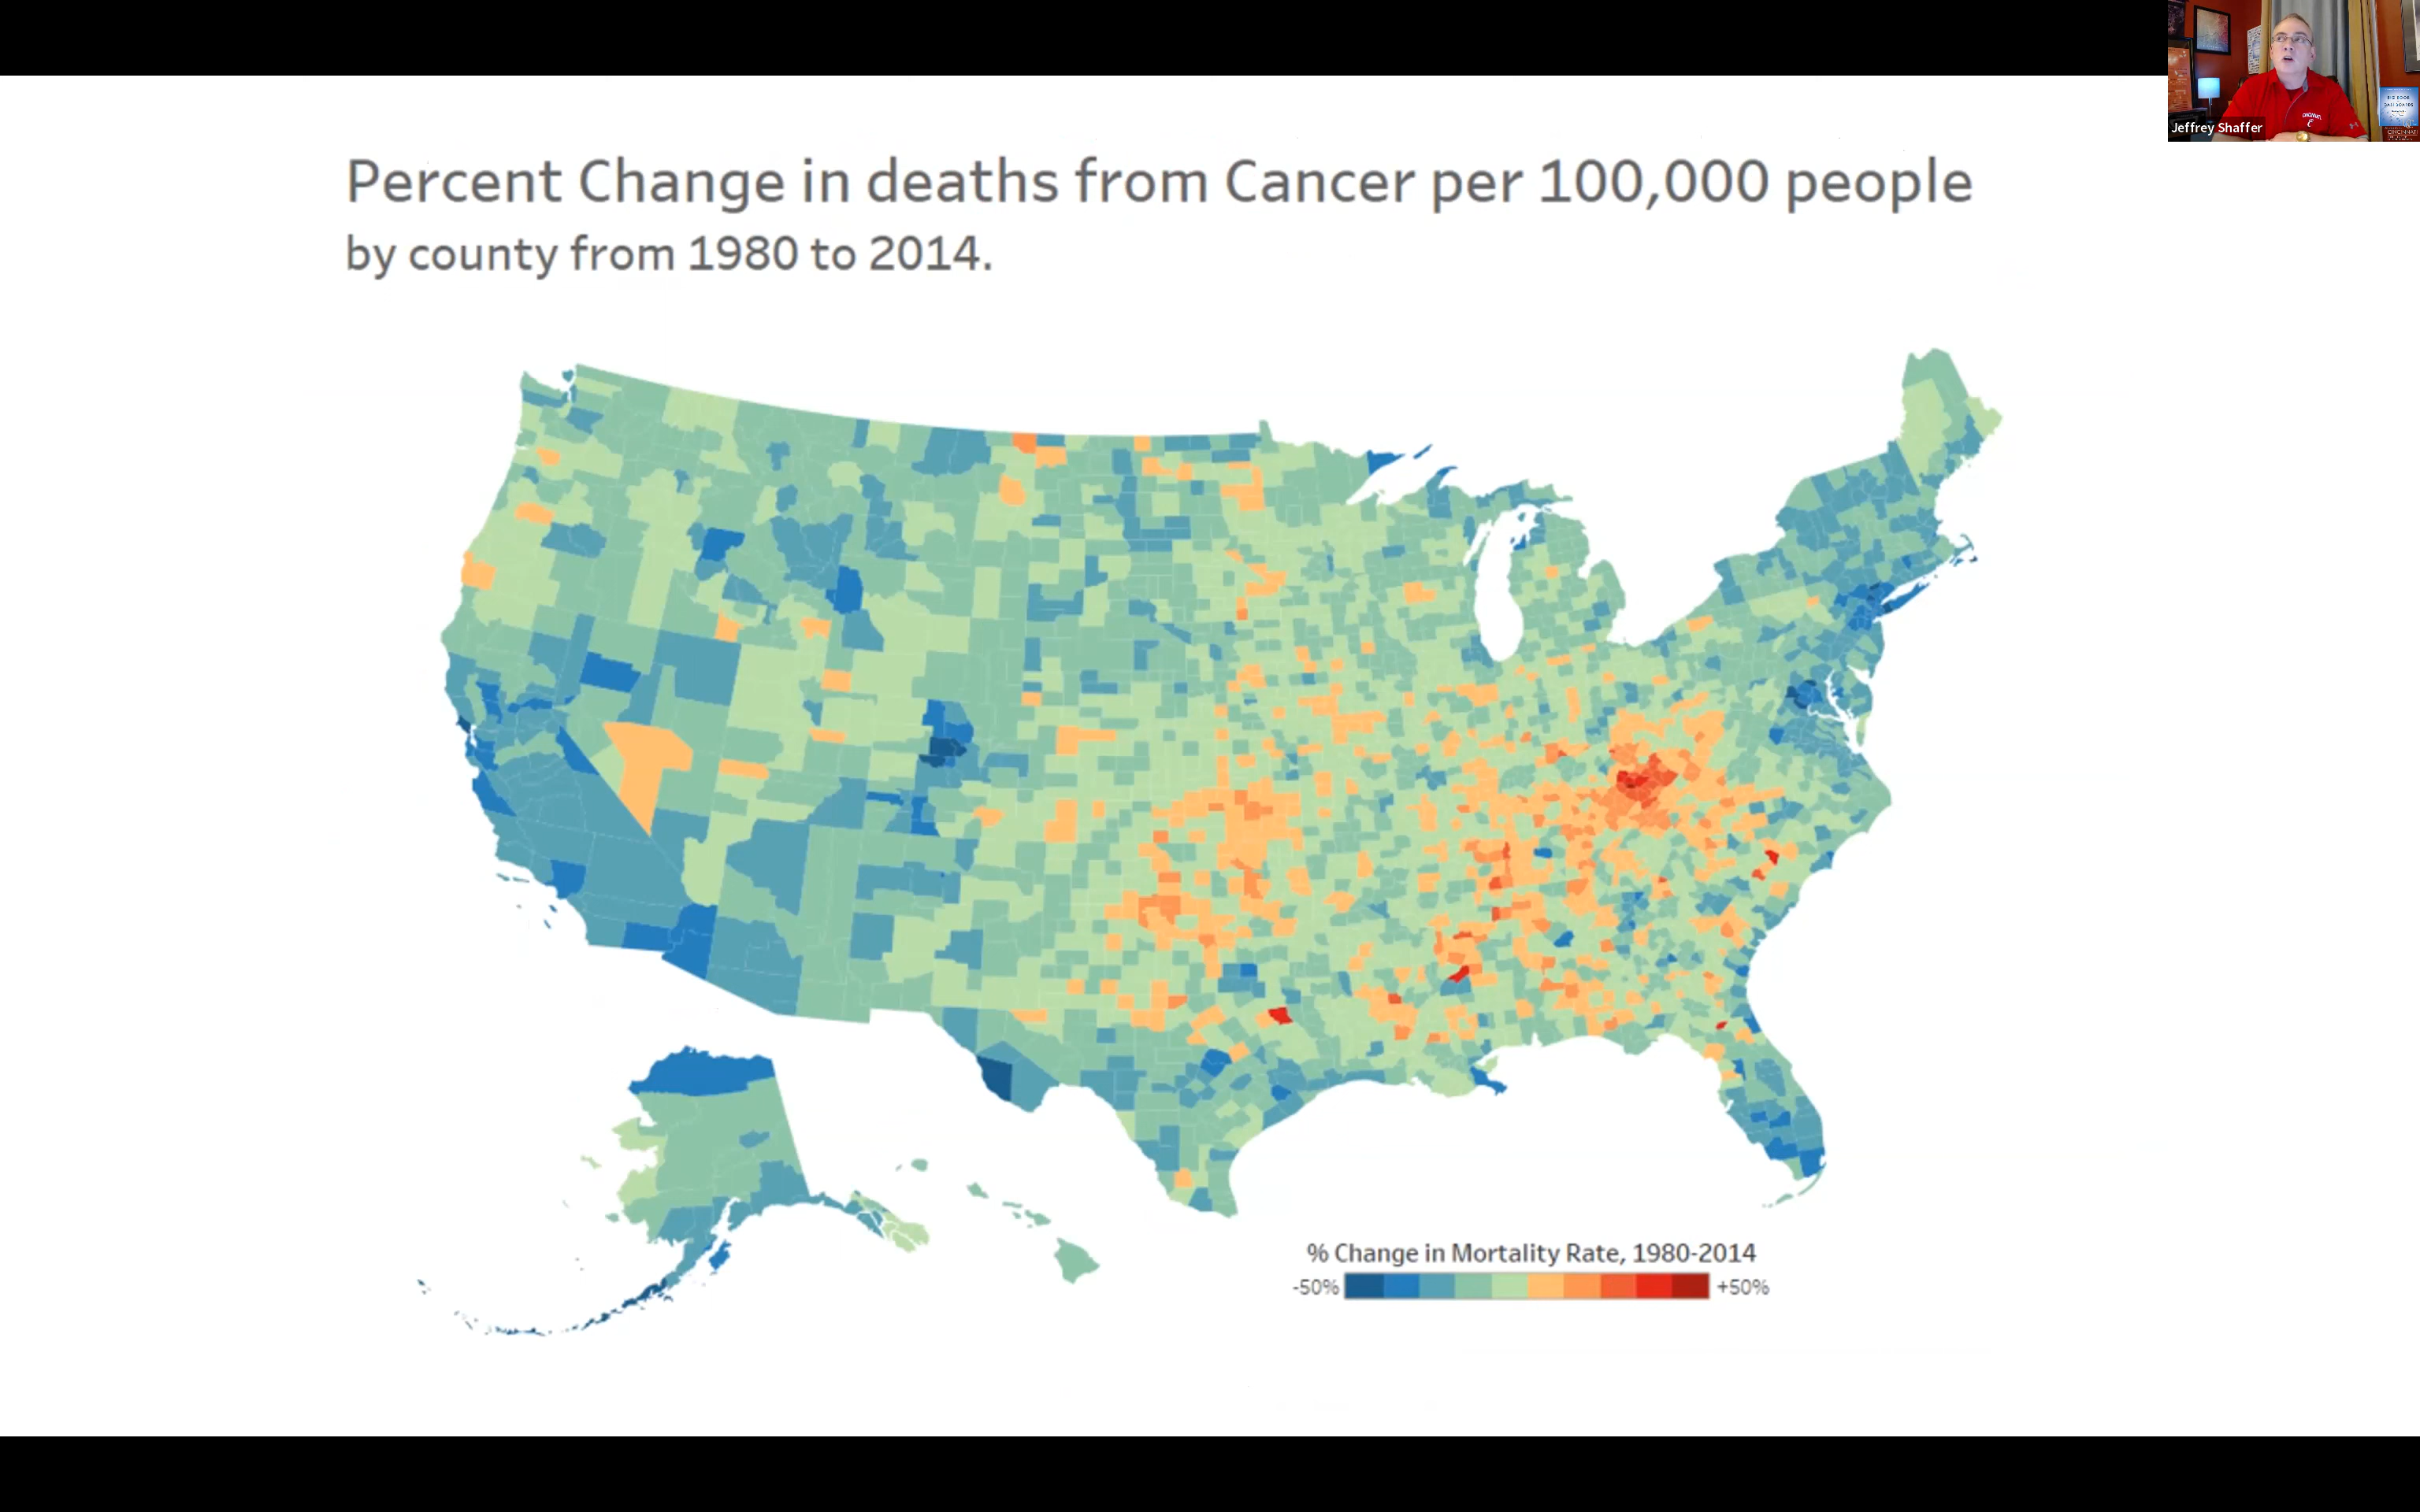 Jeffrey Shaffer
Percent Change in deaths from Cancer per 100,000 people
by county from 1980 to 2014.
% Change in Mortality Rate, 1980-2014
-50% +50%